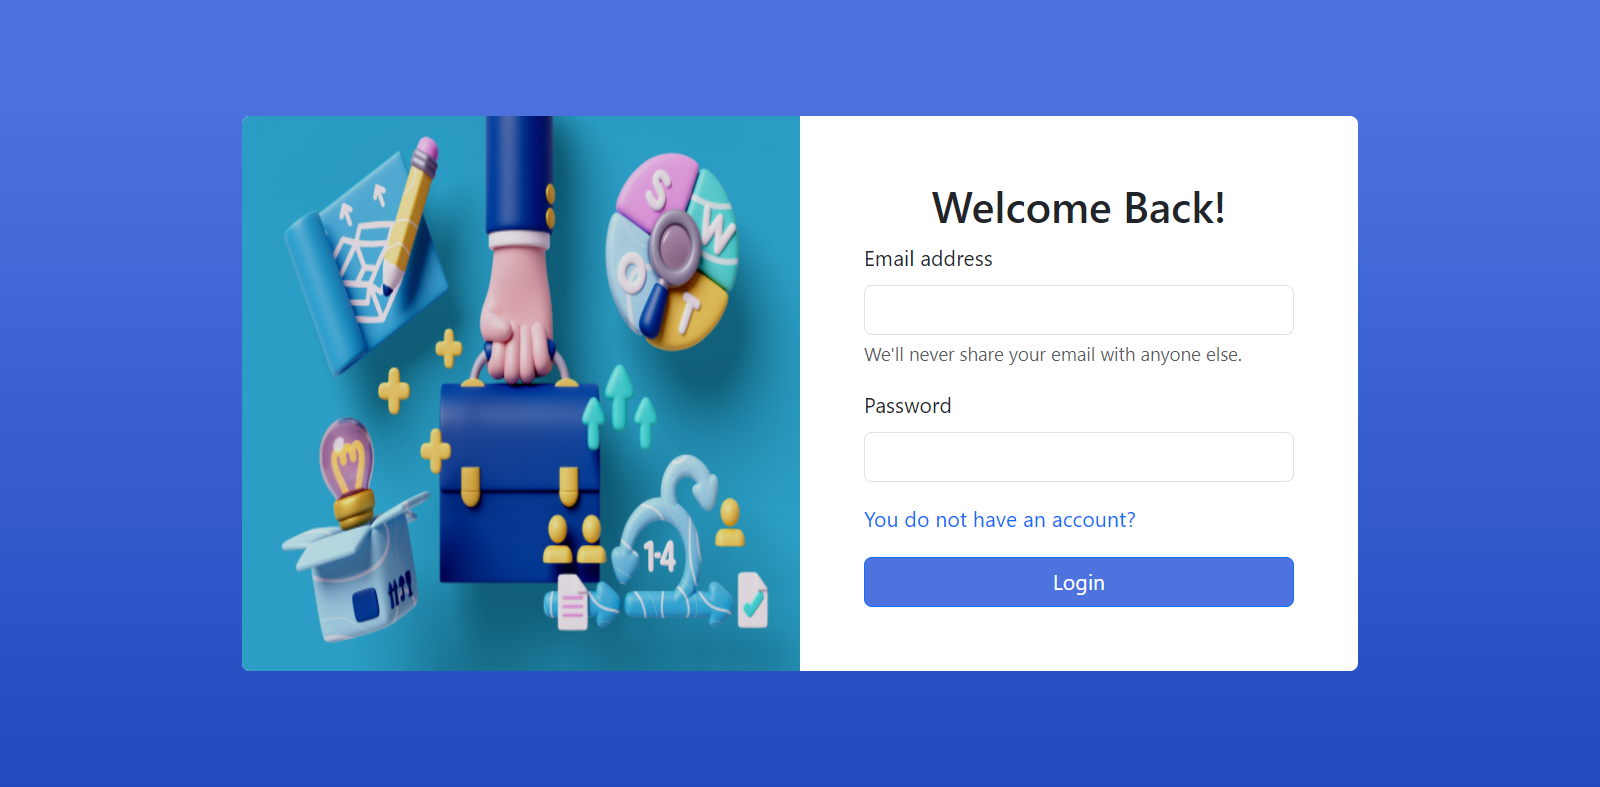 S
W
O
T
1-4
Welcome Back!
Email address
We'll never share your email with anyone else.
Password
You do not have an account?
Login